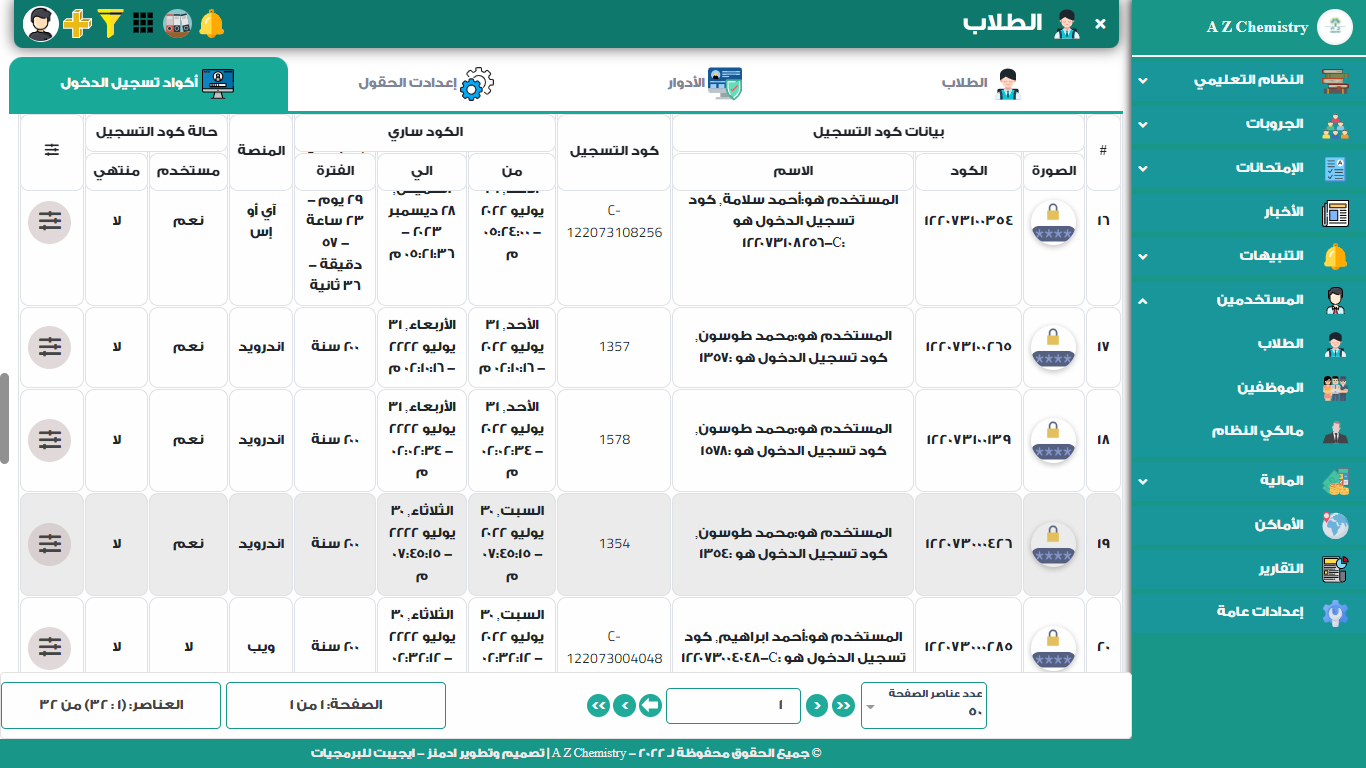 الطلاب
A Z Chemistry
النظام التعليمي
الجروبات
الإمتحانات
الأخبار
التنبيهات
المستخدمين
الطلاب
الموظفين
مالكي النظام
المالية
الأماكن
التقارير
إعدادات عامة
الطلاب
الأدوار
إعدادت الحقول
أكواد تسجيل الدخول
# بيانات كود التسجيل كود التسجيل الكود ساري المنصة حالة كود التسجيل
الصورة الكود الاسم من الي الفترة مستخدم منتهي
١٦ ١٢٢٠٧٣١٠٠٣٥٤
المستخدم هو:أحمد سلامة, كود
تسجيل الدخول هو
:C-١٢٢٠٧٣١٠٨٢٥٦
C-
122073108256
يوليو ٢٠٢٢
- ٠٥:٢٤:٠٠
م
٢٨ ديسمبر
٢٠٢٣ -
٠٥:٢١:٣٦ م
٢٩ يوم -
٢٣ ساعة
- ٥٧
دقيقة -
٣٦ ثانية
آي أو
إس
نعم
لا
١٧ ١٢٢٠٧٣١٠٠٢٦٥
المستخدم هو:محمد طوسون,
كود تسجيل الدخول هو :١٣٥٧
1357
الأحد, ٣١
يوليو ٢٠٢٢
- ٠٢:١٠:١٦ م
الأربعاء, ٣١
يوليو ٢٢٢٢
- ٠٢:١٠:١٦ م
٢٠٠ سنة
اندرويد
نعم
لا
١٨ ١٢٢٠٧٣١٠٠١٣٩
المستخدم هو:محمد طوسون,
كود تسجيل الدخول هو :١٥٧٨
1578
الأحد, ٣١
يوليو ٢٠٢٢
- ٠٢:٠٢:٣٤
م
الأربعاء, ٣١
يوليو ٢٢٢٢
- ٠٢:٠٢:٣٤
م
٢٠٠ سنة
اندرويد
نعم
لا
١٩ ١٢٢٠٧٣٠٠٠٤٢٦
المستخدم هو:محمد طوسون,
كود تسجيل الدخول هو :١٣٥٤
1354
السبت, ٣٠
يوليو ٢٠٢٢
- ٠٧:٤٥:١٥
م
الثلاثاء, ٣٠
يوليو ٢٢٢٢
- ٠٧:٤٥:١٥
م
٢٠٠ سنة
اندرويد
نعم
لا
٢٠ ١٢٢٠٧٣٠٠٠٢٨٥
المستخدم هو:أحمد ابراهيم, كود
تسجيل الدخول هو :C-١٢٢٠٧٣٠٠٤٠٤٨
C-
122073004048
السبت, ٣٠
يوليو ٢٠٢٢
- ٠٢:٣٢:١٢
الثلاثاء, ٣٠
يوليو ٢٢٢٢
- ٠٢:٣٢:١٢
٢٠٠ سنة
ويب
لا
لا
عدد عناصر الصفحة
٥٠
١
الصفحة: ١ من ١
العناصر: (١ : ٣٢) من ٣٢
© جميع الحقوق محفوظة لـ ٢٠٢٢ - A Z Chemistry | تصميم وتطوير ادمنز - ايجيبت للبرمجيات